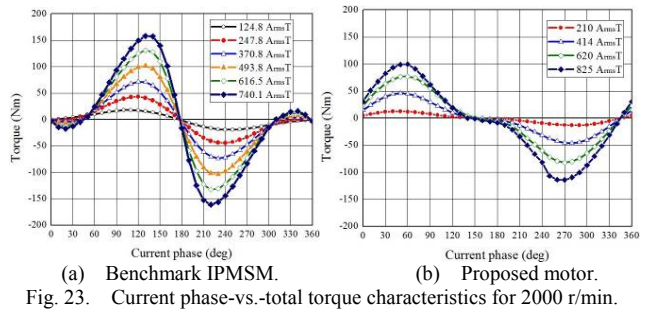 200
150
100
50
0
-50
-100
-150
-200
Torque (Nm)
124.8 ArmsT
247.8 ArmsT
370.8 ArmsT
493.8 ArmsT
616.5 ArmsT
740.1 ArmsT
0 30 60 90 120 150 180 210 240 270 300 330 360
Current phase (deg)
(a) Benchmark IPMSM.
200
150
100
50
0
-50
-100
-150
-200
Torque (Nm)
210 ArmsT
414 ArmsT
620 ArmsT
825 ArmsT
0 30 60 90 120 150 180 210 240 270 300 330 360
Current phase (deg)
(b) Proposed motor.
Fig. 23. Current phase-vs.-total torque characteristics for 2000 r/min.